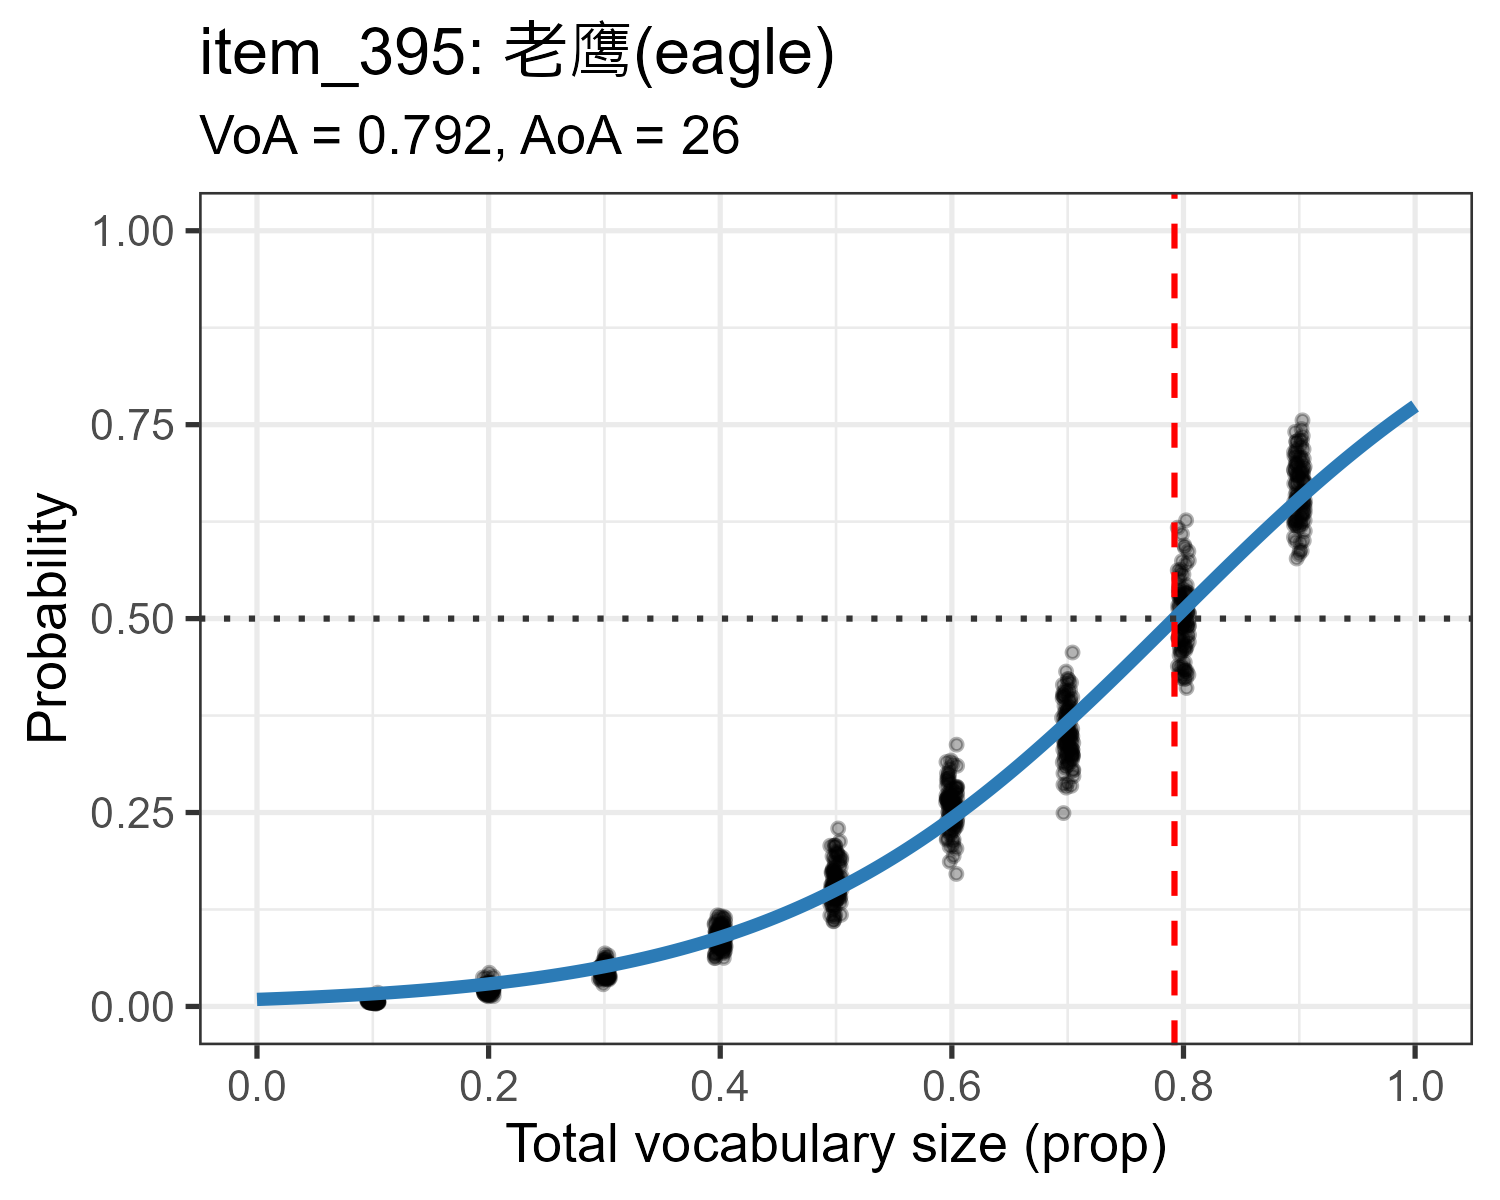 item_395: 老鹰(eagle)
VoA = 0.792, AoA = 26
1.00
0.75
0.50
0.25
0.00
Probability
0.0 0.2 0.4 0.6 0.8 1.0
Total vocabulary size (prop)